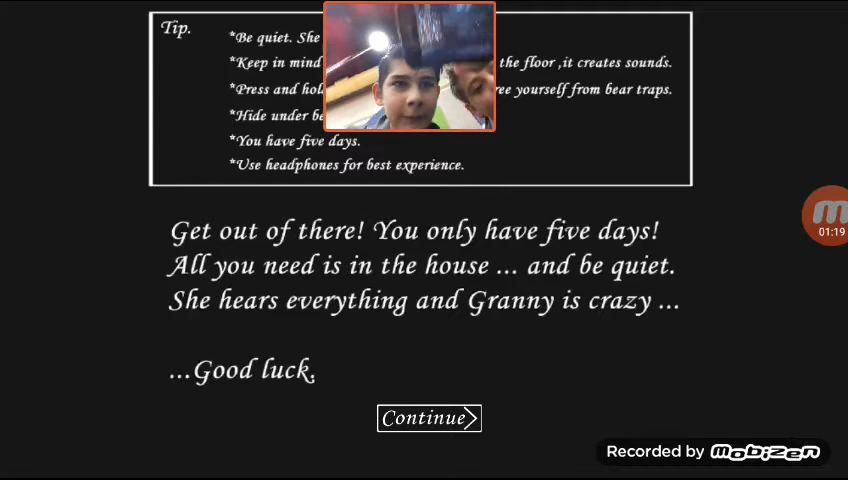 Tip.
*Be quiet. She
*Keep in mind the floor ,it creates sounds.
*Press and hol ree yourself from bear traps.
*Hide under be
*You have five days.
*Use headphones for best experience.
Get out of there! You only have five days!
All you need is in the house ... and be quiet.
She hears everything and Granny is crazy ...
...Good luck.
Continue
01:19
Recorded by mobizen